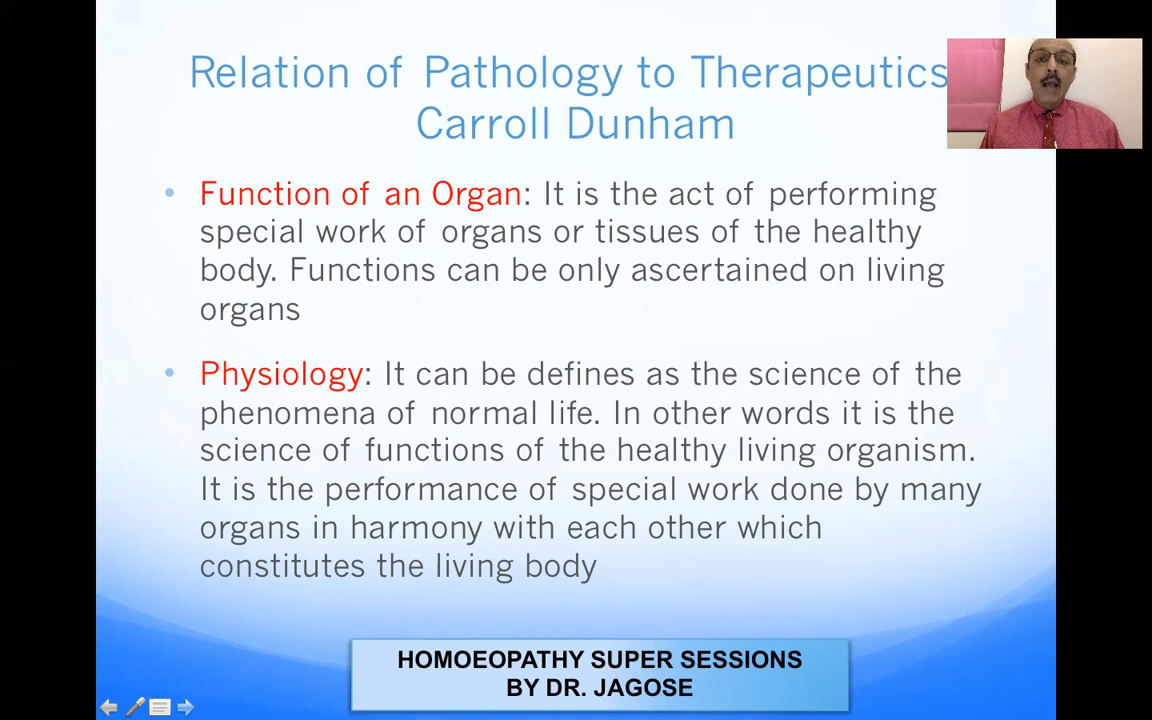 Relation of Pathology to Therapeutics
Carroll Dunham
• Function of an Organ: It is the act of performing
special work of organs or tissues of the healthy
body. Functions can be only ascertained on living
organs
• Physiology: It can be defines as the science of the
phenomena of normal life. In other words it is the
science of functions of the healthy living organism.
It is the performance of special work done by many
organs in harmony with each other which
constitutes the living body
HOMOEOPATHY SUPER SESSIONS
BY DR. JAGOSE